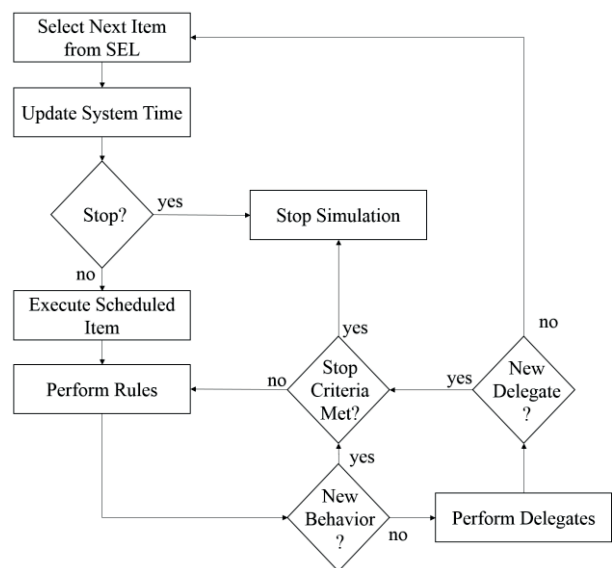 Select Next Item
from SEL
Update System Time
Stop?
yes
Stop Simulation
no
Execute Scheduled
Item
yes
no
Perform Rules
no
Stop
Criteria
Met?
yes
New
Delegate
?
yes
New
Behavior
?
no
Perform Delegates